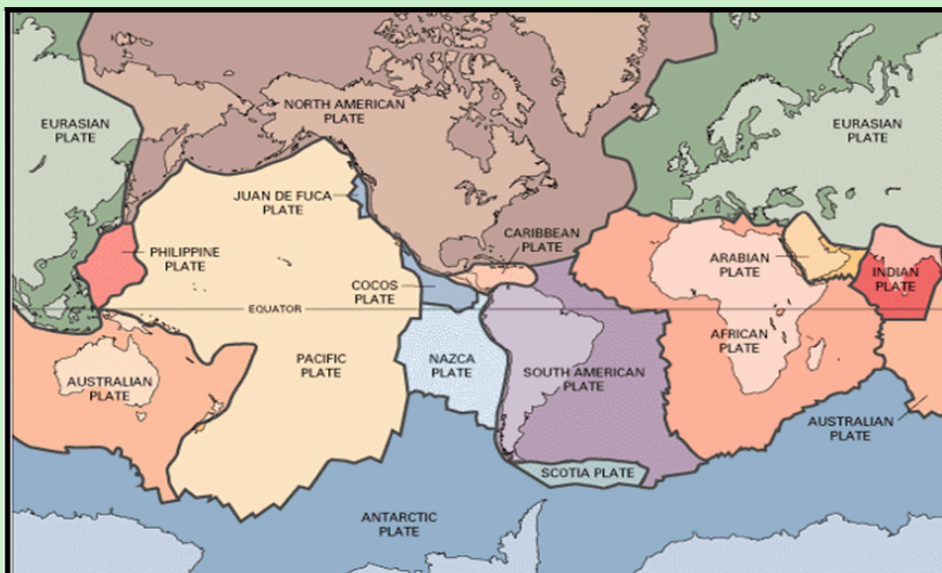 NORTH AMERICAN
PLATE
EURASIAN
PLATE
EURASIAN
PLATE
JUAN DE FUCA
PLATE
CARIBBEAN
PLATE
PHILIPPINE
PLATE
ARABIAN
PLATE
INDIAN
PLATE
COCOS
PLATE
EQUATOR
AFRICAN
PLATE
PACIFIC
PLATE
NAZCA
PLATE
SOUTH AMERICAN
PLATE
AUSTRALIAN
PLATE
AUSTRALIAN
PLATE
SCOTIA PLATE
ANTARCTIC
PLATE